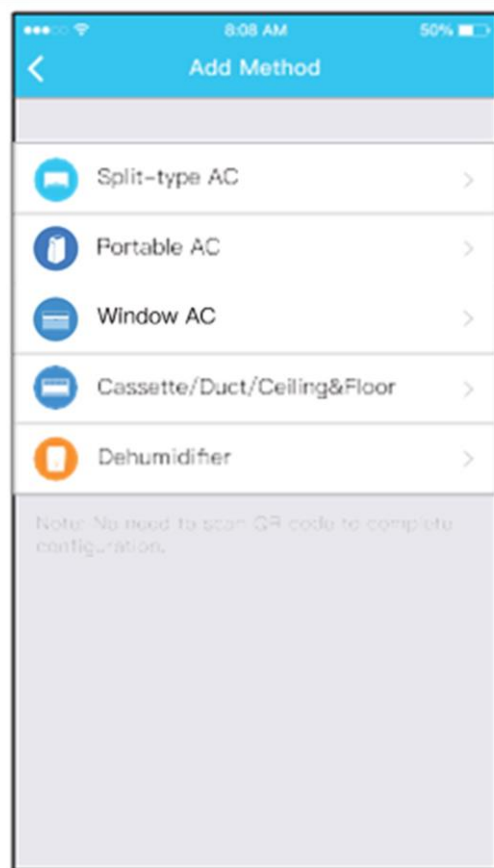 8:08 AM
50%
Add Method
Split-type AC
Portable AC
Window AC
Cassette/Duct/Ceiling&Floor
Dehumidifier
Note: No need to scan QR code to complete
configuration.